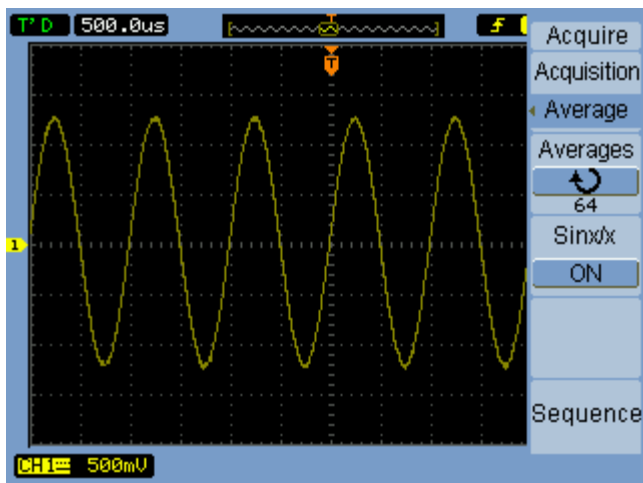 T'D 500.0us T f
T
Acquire
Acquisition
Average
Averages
64
Sinx/x
ON
Sequence
1
CH1 500mV